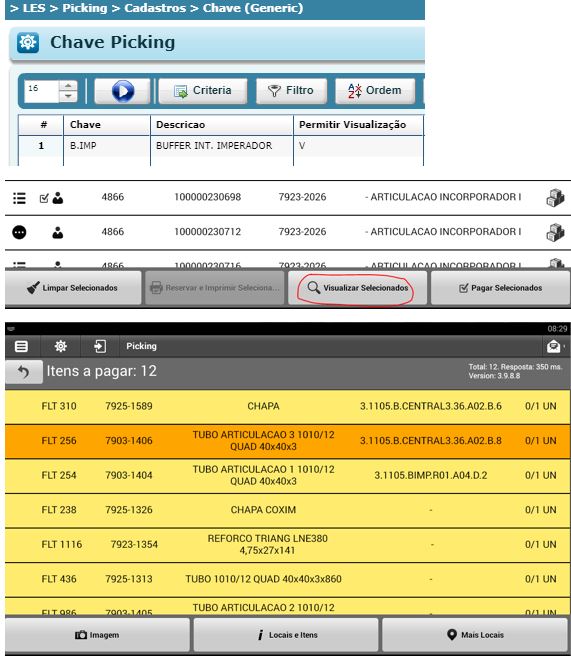 > LES > Picking > Cadastros > Chave (Generic)
Chave Picking
16 Criteria Filtro Ordem
# Chave Descricao Permitir Visualização
1 B.IMP BUFFER INT. IMPERADOR V
4866 100000230698 7923-2026 - ARTICULACAO INCORPORADOR I
4866 100000230712 7923-2026 - ARTICULACAO INCORPORADOR I
4866 100000230716 7923-2026 - ARTICULACAO INCORPORADOR I
Limpar Selecionados Reservar e Imprimir Seleciona... Visualizar Selecionados Pagar Selecionados
08:29
Picking
Itens a pagar: 12
Total: 12. Resposta: 350 ms.
Version: 3.9.8.8
FLT 310 7925-1589 CHAPA 3.1105.B.CENTRAL3.36.A02.B.6 0/1 UN
FLT 256 7903-1406 TUBO ARTICULACAO 3 1010/12 QUAD 40x40x3 3.1105.B.CENTRAL3.36.A02.B.8 0/1 UN
FLT 254 7903-1404 TUBO ARTICULACAO 1 1010/12 QUAD 40x40x3 3.1105.BIMP.R01.A04.D.2 0/1 UN
FLT 238 7925-1326 CHAPA COXIM - 0/1 UN
FLT 1116 7923-1354 REFORCO TRIANG LNE380 4,75x27x141 - 0/1 UN
FLT 436 7925-1313 TUBO 1010/12 QUAD 40x40x3x860 - 0/1 UN
FLT 986 7903-1405 TUBO ARTICULACAO 2 1010/12 0/1 UN
Imagem Locais e Itens Mais Locais